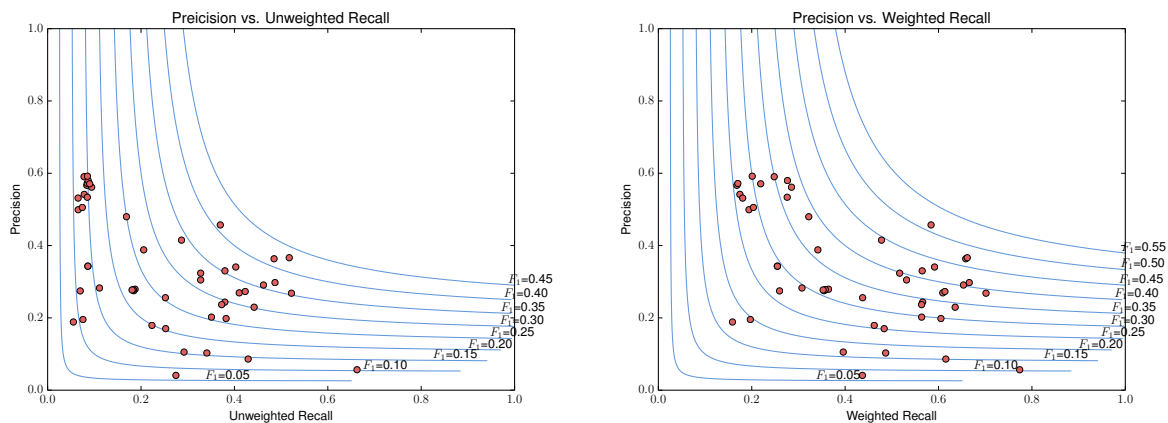 Preicision vs. Unweighted Recall
1.0
0.8
0.6
0.4
0.2
0.0
Precision
F₁=0.45
F₁=0.40
F₁=0.35
F₁=0.30
F₁=0.25
F₁=0.20
F₁=0.15
F₁=0.10
F₁=0.05
0.0 0.2 0.4 0.6 0.8 1.0
Unweighted Recall
Precision vs. Weighted Recall
1.0
0.8
0.6
0.4
0.2
0.0
Precision
F₁=0.55
F₁=0.50
F₁=0.45
F₁=0.40
F₁=0.35
F₁=0.30
F₁=0.25
F₁=0.20
F₁=0.15
F₁=0.10
F₁=0.05
0.0 0.2 0.4 0.6 0.8 1.0
Weighted Recall